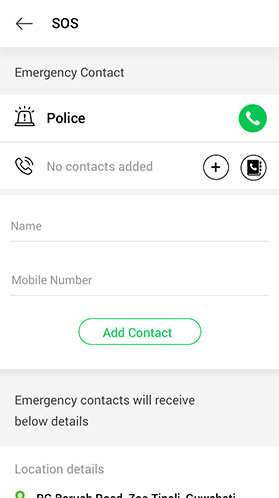 SOS
Emergency Contact
Police
No contacts added
Name
Mobile Number
Add Contact
Emergency contacts will receive
below details
Location details
RG Baruah Road, Zoo Tinali, Guwahati